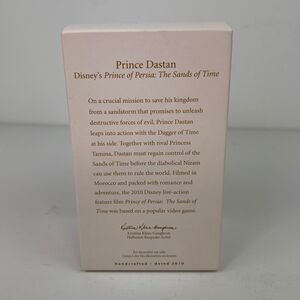 Prince Dastan
Disney's Prince of Persia: The Sands of Time
On a crucial mission to save his kingdom
from a sandstorm that promises to unleash
destructive forces of evil, Prince Dastan
leaps into action with the Dagger of Time
at his side. Together with rival Princess
Tamina, Dastan must regain control of the
Sands of Time before the diabolical Nizam
can use them to rule the world. Filmed in
Morocco and packed with romance and
adventure, the 2010 Disney live-action
feature film Prince of Persia: The Sands of
Time was based on a popular video game.
Kristina Kline
Hallmark Keepsake Artist
handcrafted • dated 2010